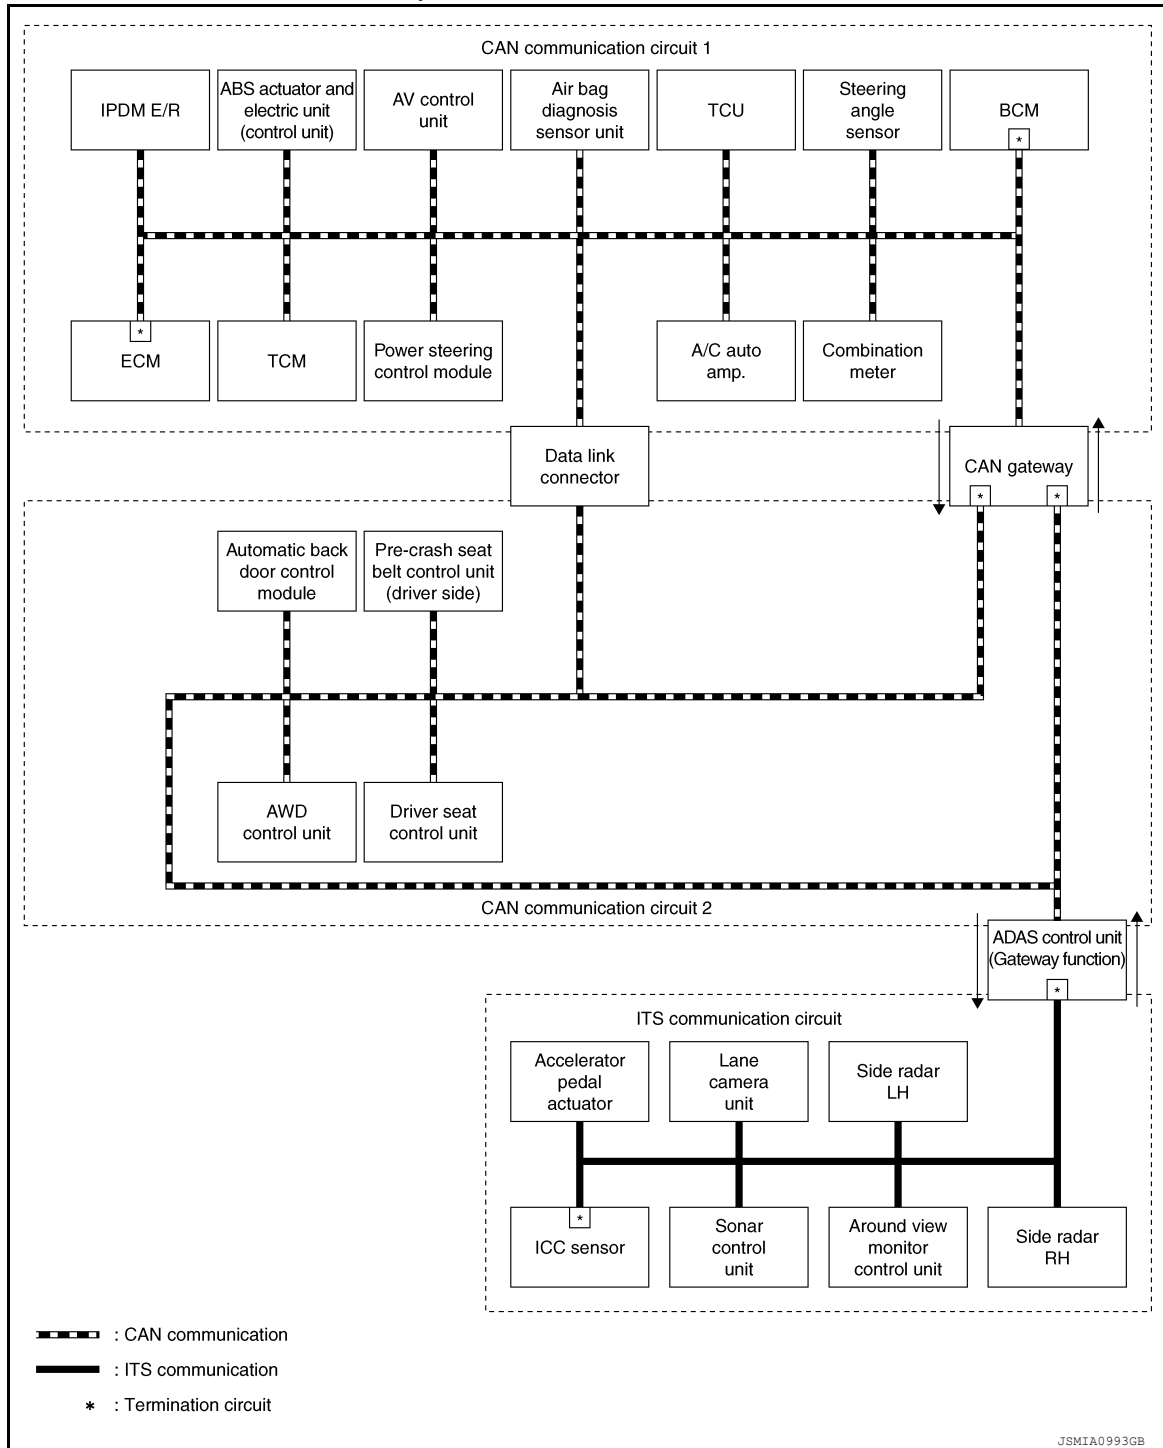 CAN communication circuit 1
IPDM E/R
ABS actuator and
electric unit
(control unit)
AV control
unit
Air bag
diagnosis
sensor unit
TCU
Steering
angle
sensor
BCM
*
*
ECM
TCM
Power steering
control module
A/C auto
amp.
Combination
meter
Data link
connector
CAN gateway
*
*
Automatic back
door control
module
Pre-crash seat
belt control unit
(driver side)
AWD
control unit
Driver seat
control unit
CAN communication circuit 2
ADAS control unit
(Gateway function)
*
ITS communication circuit
Accelerator
pedal
actuator
Lane
camera
unit
Side radar
LH
*
ICC sensor
Sonar
control
unit
Around view
monitor
control unit
Side radar
RH
: CAN communication
: ITS communication
* : Termination circuit
JSMIA0993GB